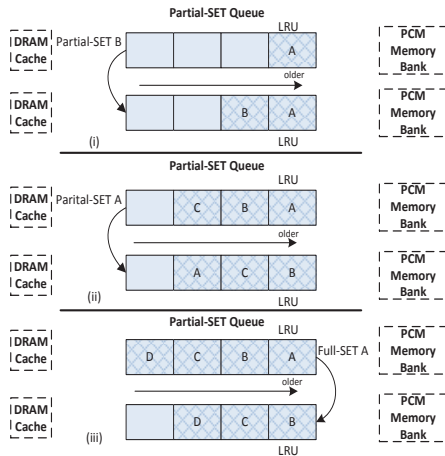 Partial-SET Queue
DRAM
Cache
Partial-SET B
LRU
A
PCM
Memory
Bank
older
DRAM
Cache
B
A
LRU
PCM
Memory
Bank
(i)
Partial-SET Queue
DRAM
Cache
Parital-SET A
LRU
C
B
A
PCM
Memory
Bank
older
DRAM
Cache
A
C
B
LRU
PCM
Memory
Bank
(ii)
Partial-SET Queue
DRAM
Cache
LRU
D
C
B
A
Full-SET A
PCM
Memory
Bank
older
DRAM
Cache
D
C
B
LRU
PCM
Memory
Bank
(iii)